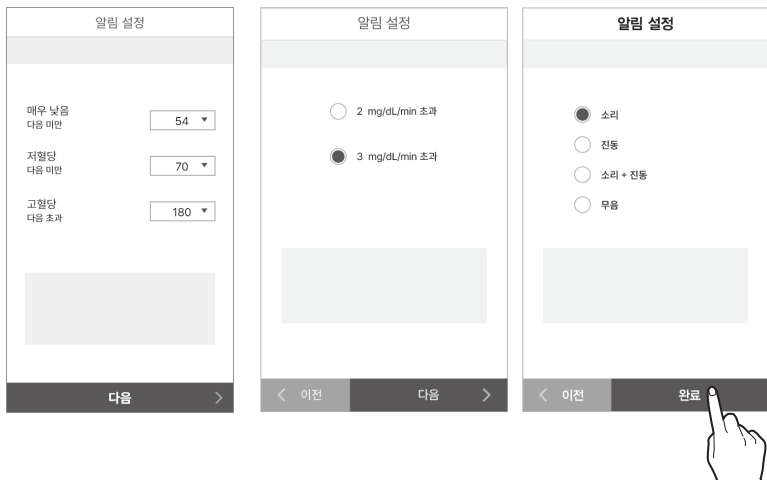 알림 설정
매우 낮음
다음 미만
54
저혈당
다음 미만
70
고혈당
다음 초과
180
다음
알림 설정
2 mg/dL/min 초과
3 mg/dL/min 초과
이전
다음
알림 설정
소리
진동
소리 + 진동
무음
이전
완료